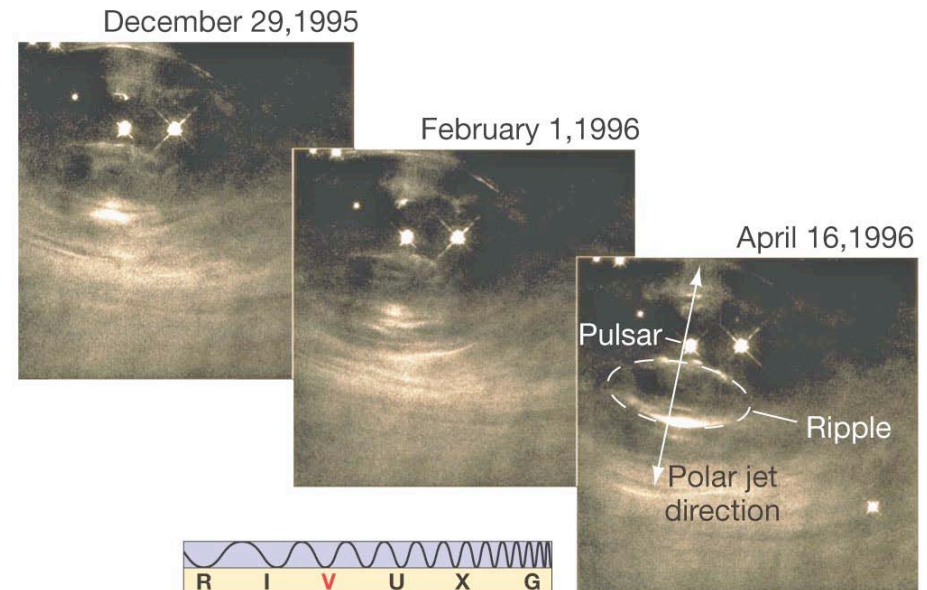 December 29,1995
February 1,1996
April 16,1996
Pulsar
Ripple
Polar jet
direction
R I V U X G